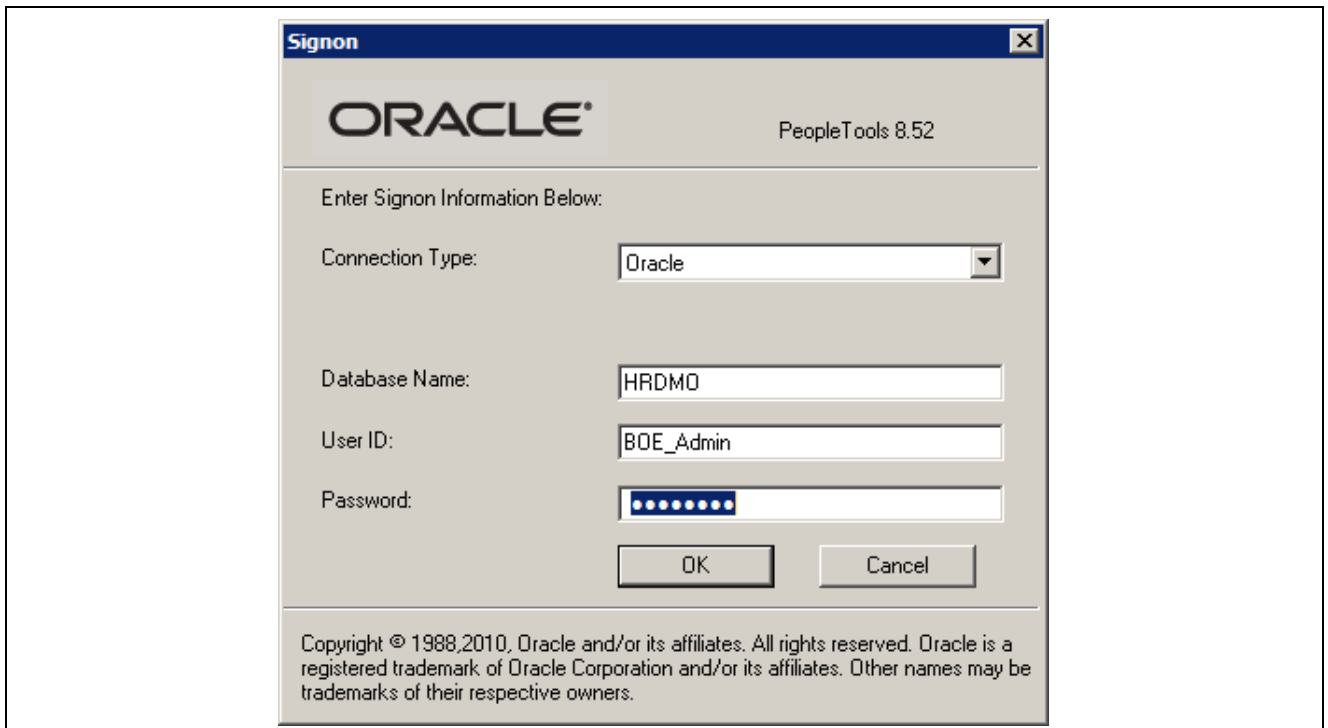 Signon
ORACLE®
PeopleTools 8.52
Enter Signon Information Below:
Connection Type:
Oracle
Database Name:
HRDMO
User ID:
BOE_Admin
Password:
••••••••
OK
Cancel
Copyright © 1988,2010, Oracle and/or its affiliates. All rights reserved. Oracle is a
registered trademark of Oracle Corporation and/or its affiliates. Other names may be
trademarks of their respective owners.